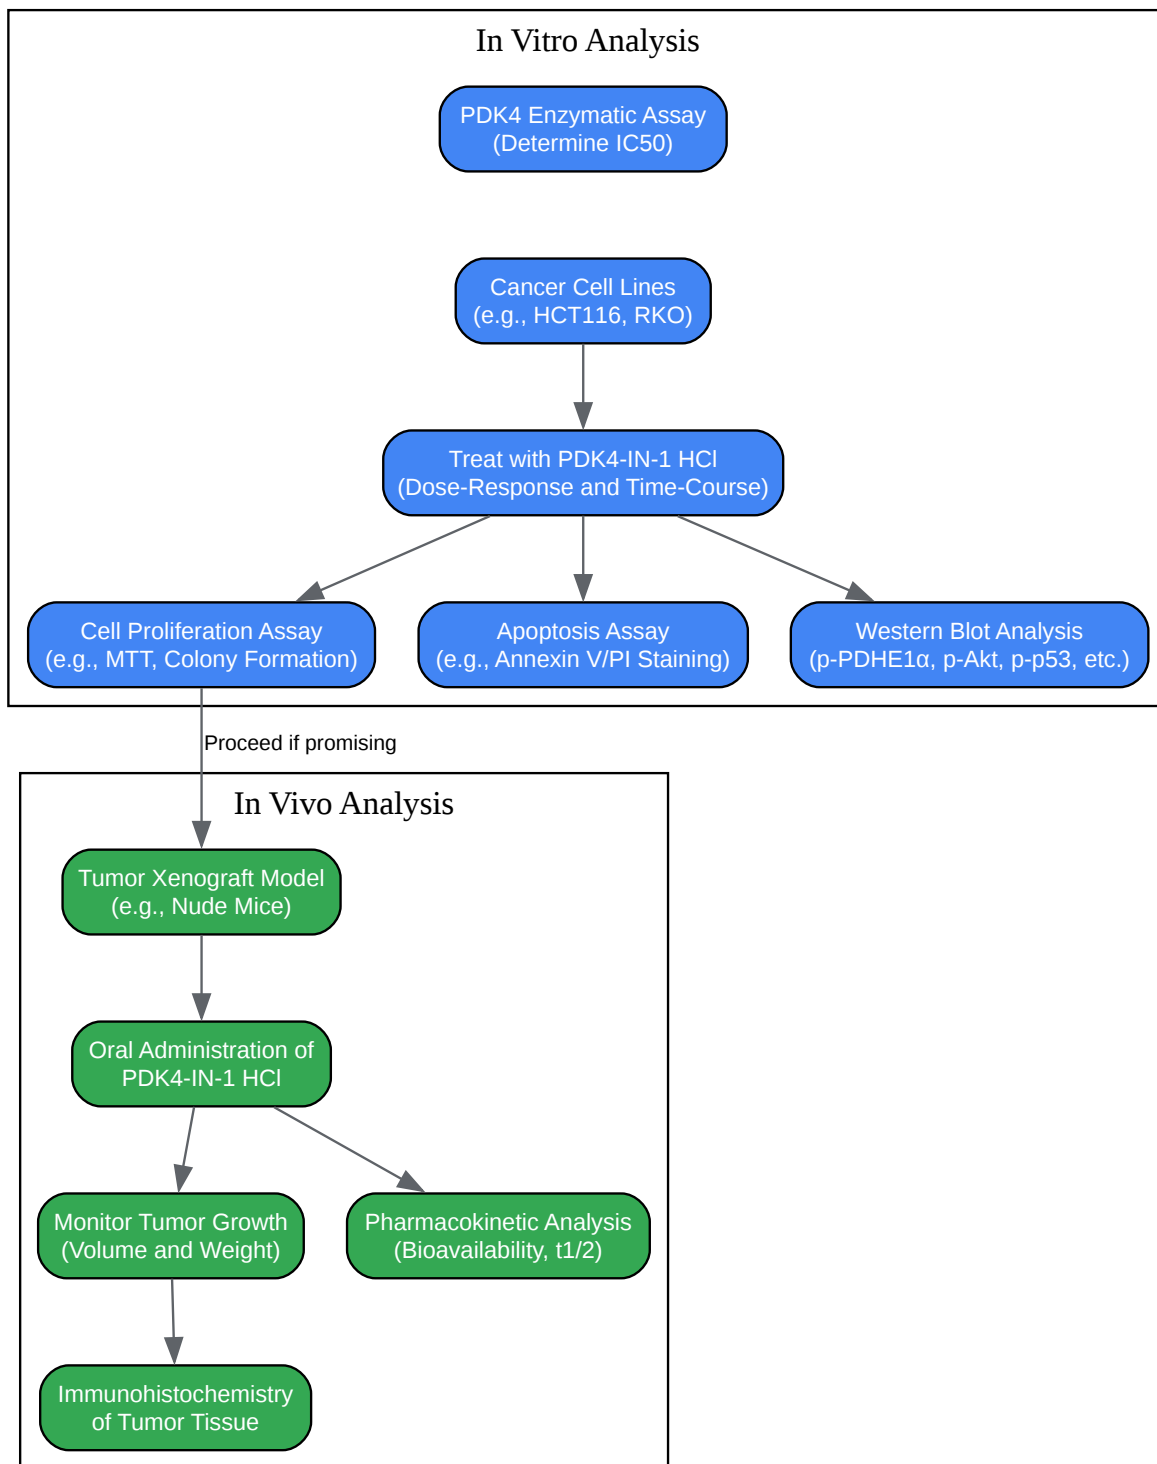 In Vitro Analysis
PDK4 Enzymatic Assay
(Determine IC50)
Cancer Cell Lines
(e.g., HCT116, RKO)
Treat with PDK4-IN-1 HCl
(Dose-Response and Time-Course)
Cell Proliferation Assay
(e.g., MTT, Colony Formation)
Apoptosis Assay
(e.g., Annexin V/PI Staining)
Western Blot Analysis
(p-PDHE1α, p-Akt, p-p53, etc.)
Proceed if promising
In Vivo Analysis
Tumor Xenograft Model
(e.g., Nude Mice)
Oral Administration of
PDK4-IN-1 HCl
Monitor Tumor Growth
(Volume and Weight)
Pharmacokinetic Analysis
(Bioavailability, t1/2)
Immunohistochemistry
of Tumor Tissue